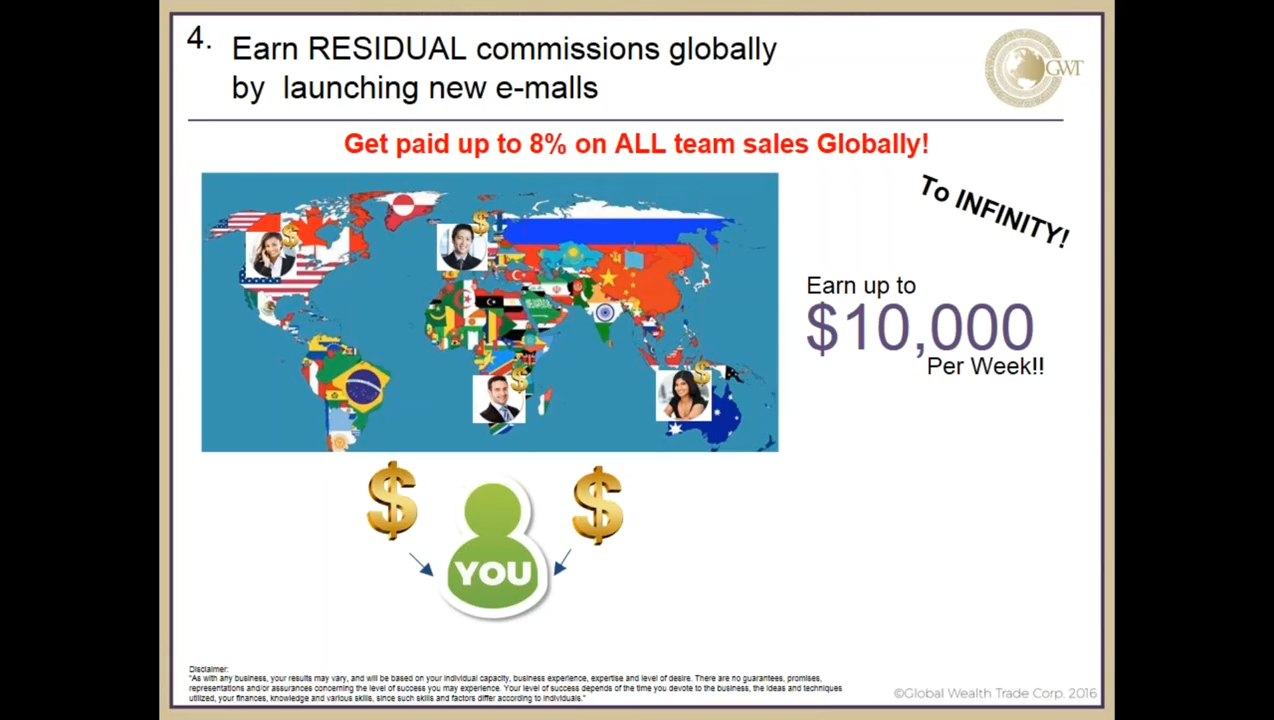 4.
Earn RESIDUAL commissions globally
by launching new e-malls
GWT
Get paid up to 8% on ALL team sales Globally!
To INFINITY!
Earn up to
$10,000
Per Week!!
$ $
YOU
Disclaimer:
"As with any business, your results may vary, and will be based on your individual capacity, business experience, expertise and level of desire. There are no guarantees, promises,
representations and/or assurances concerning the level of success you may experience. Your level of success depends of the time you devote to the business, the ideas and techniques
utilized, your finances, knowledge and various skills, since such skills and factors differ according to individuals."
©Global Wealth Trade Corp. 2016